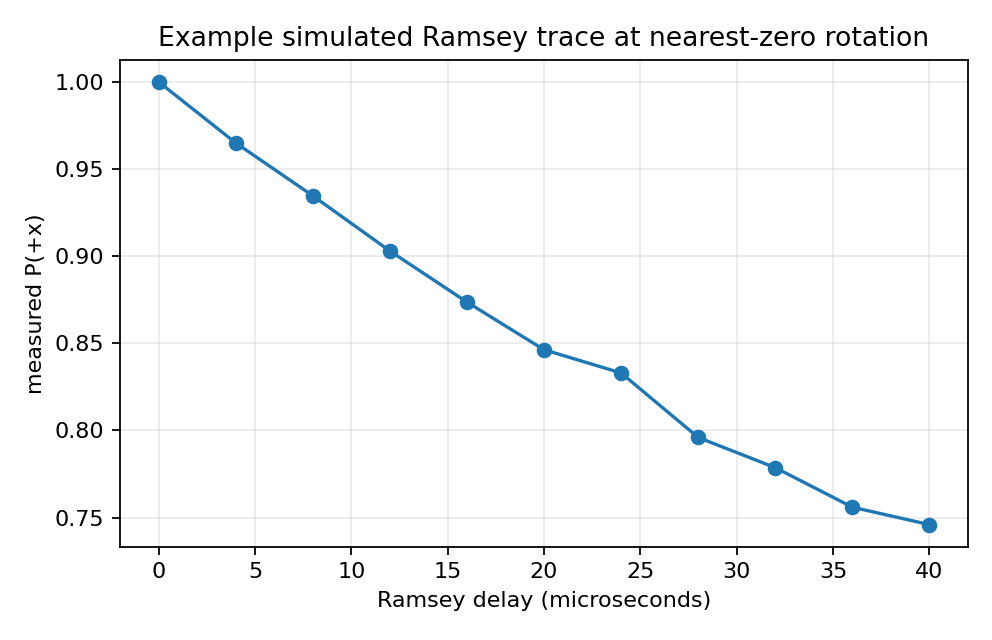 Example simulated Ramsey trace at nearest-zero rotation
measured P(+x)
1.00
0.95
0.90
0.85
0.80
0.75
0 5 10 15 20 25 30 35 40
Ramsey delay (microseconds)